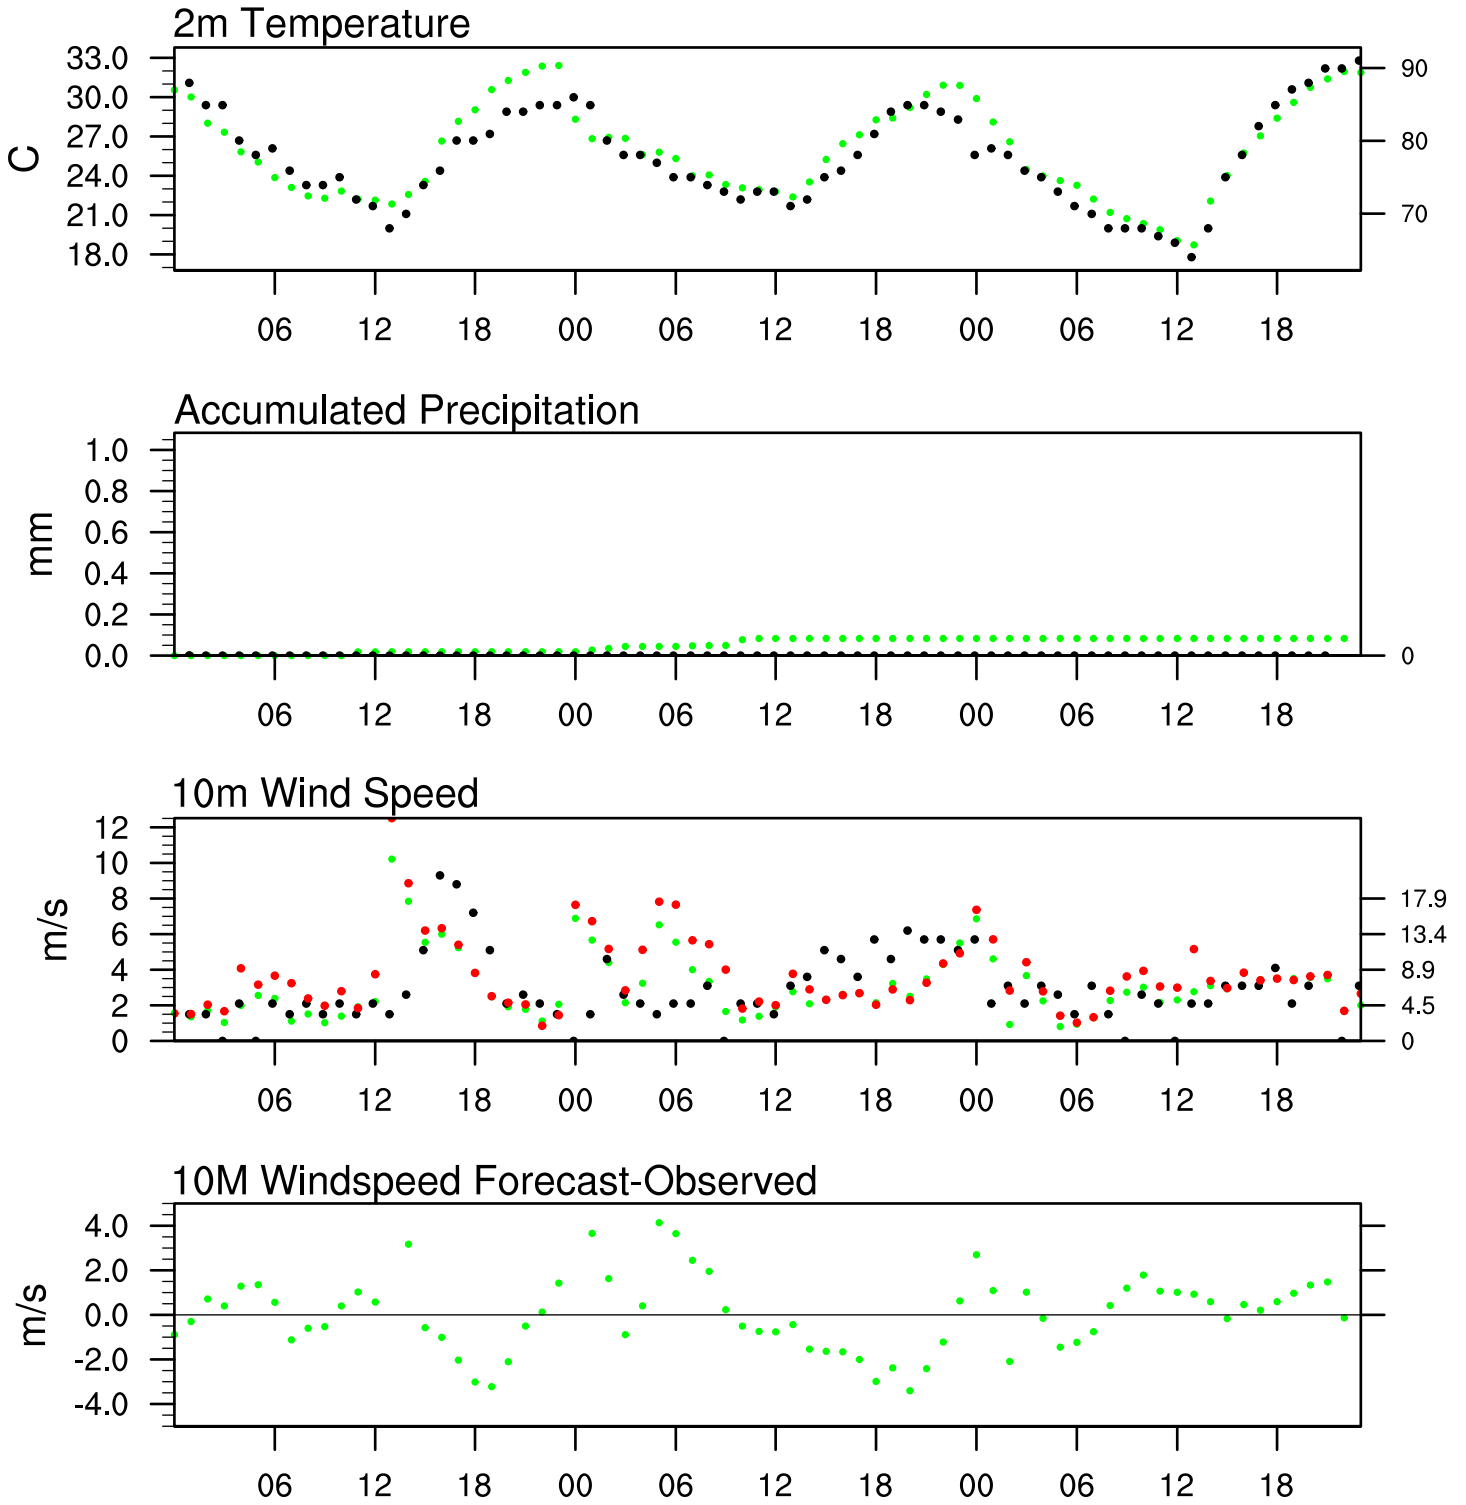 2m Temperature
33.0
30.0
27.0
24.0
21.0
18.0
C
90
80
70
06 12 18 00 06 12 18 00 06 12 18
Accumulated Precipitation
1.0
0.8
0.6
0.4
0.2
0.0
mm
0
06 12 18 00 06 12 18 00 06 12 18
10m Wind Speed
12
10
8
6
4
2
0
m/s
17.9
13.4
8.9
4.5
0
06 12 18 00 06 12 18 00 06 12 18
10M Windspeed Forecast-Observed
4.0
2.0
0.0
-2.0
-4.0
m/s
06 12 18 00 06 12 18 00 06 12 18